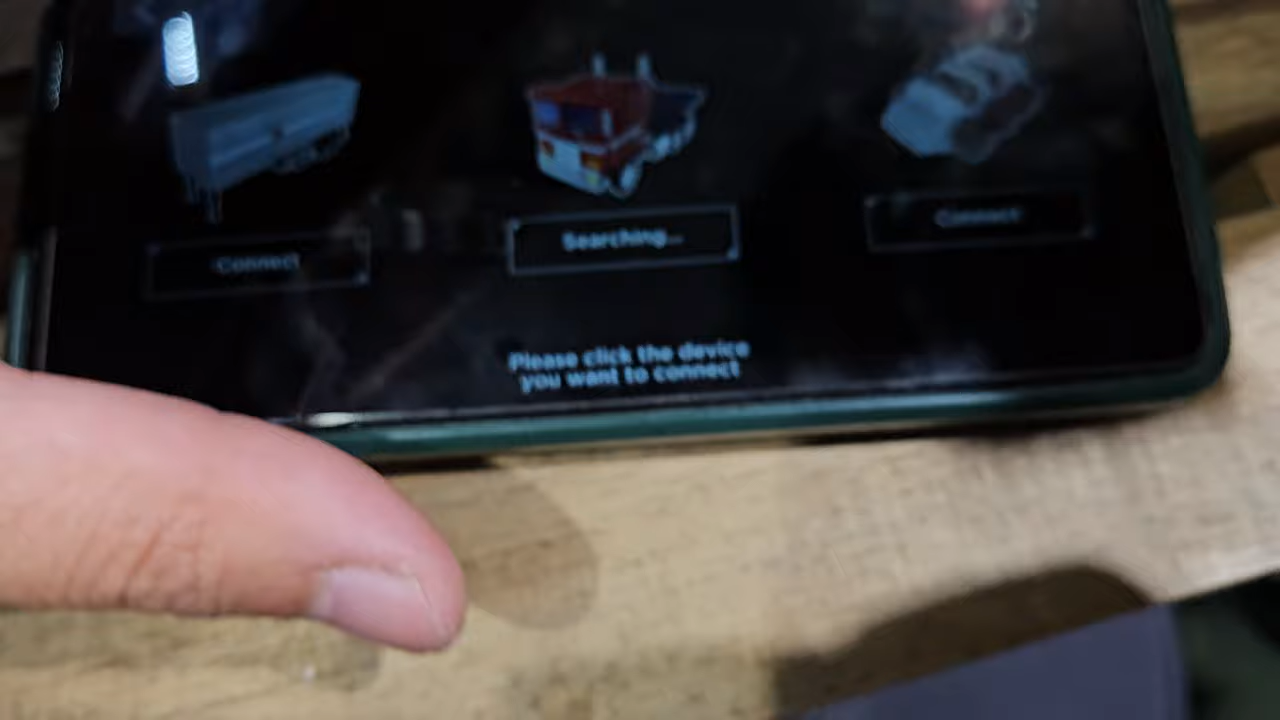 Connect
Searching...
Connect
Please click the device
you want to connect